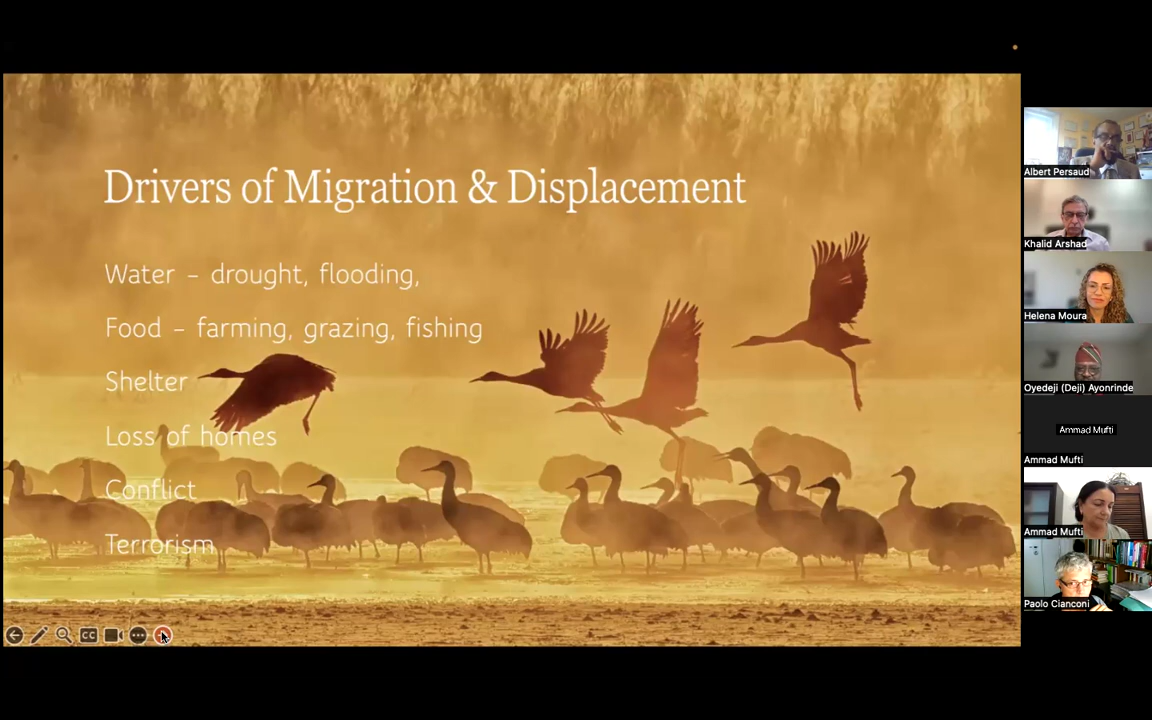 Drivers of Migration & Displacement
Water – drought, flooding,
Food – farming, grazing, fishing
Shelter
Loss of homes
Conflict
Terrorism
CC
Albert Persaud
Khalid Arshad
Helena Moura
Oyedeji (Deji) Ayonrinde
Ammad Mufti
Ammad Mufti
Ammad Mufti
Paolo Cianconi